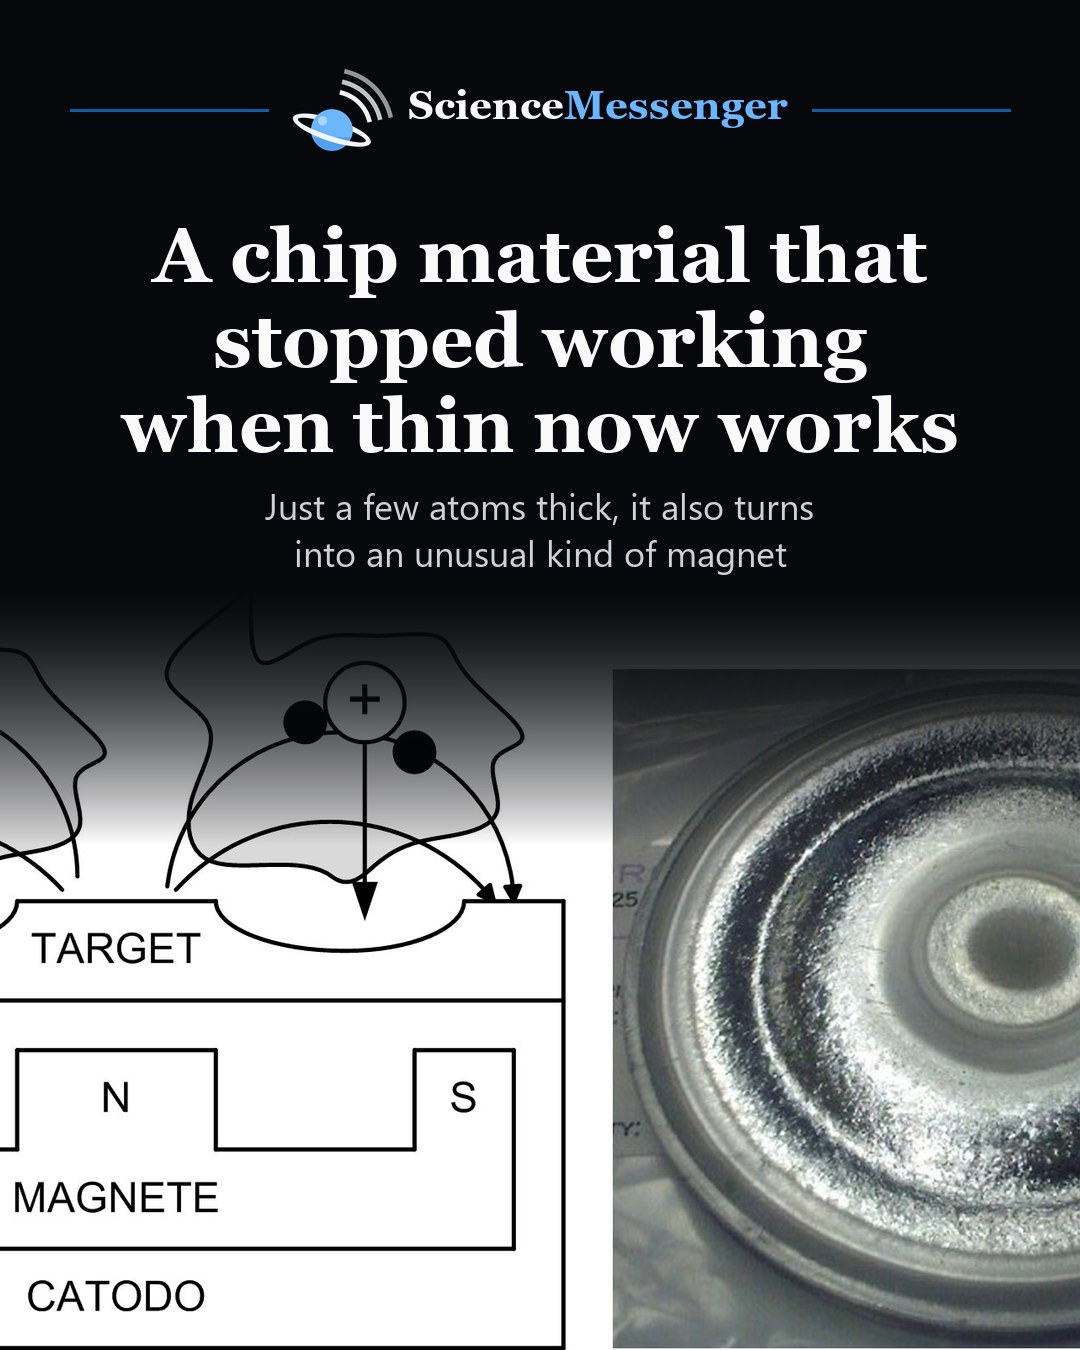 ScienceMessenger
A chip material that
stopped working
when thin now works
Just a few atoms thick, it also turns
into an unusual kind of magnet
+
R
25
TARGET
N
S
Y:
MAGNETE
CATODO